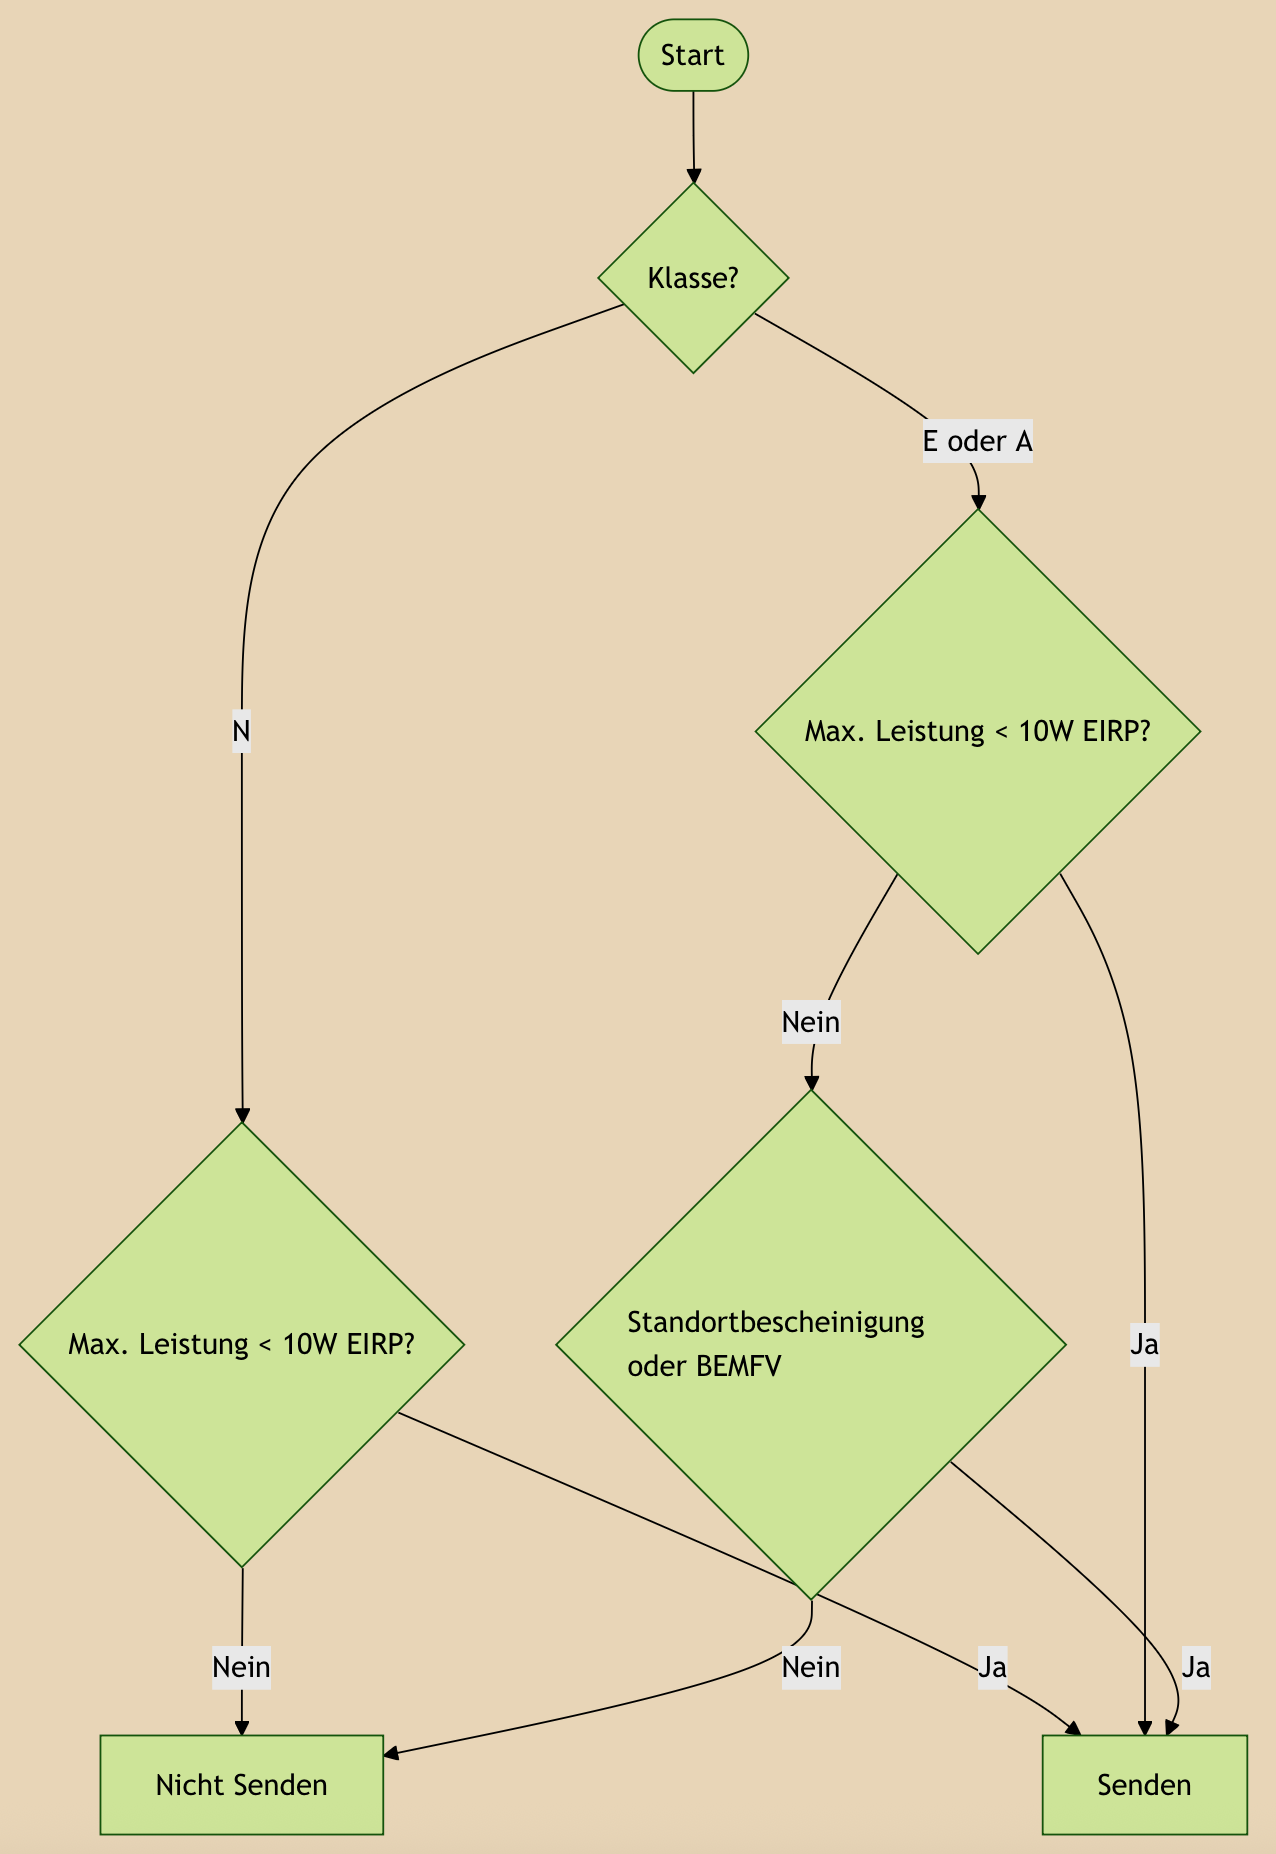 Start
Klasse?
E oder A
N
Max. Leistung < 10W EIRP?
Nein
Max. Leistung < 10W EIRP?
Standortbescheinigung
oder BEMFV
Ja
Nein
Nein
Ja
Ja
Nicht Senden
Senden